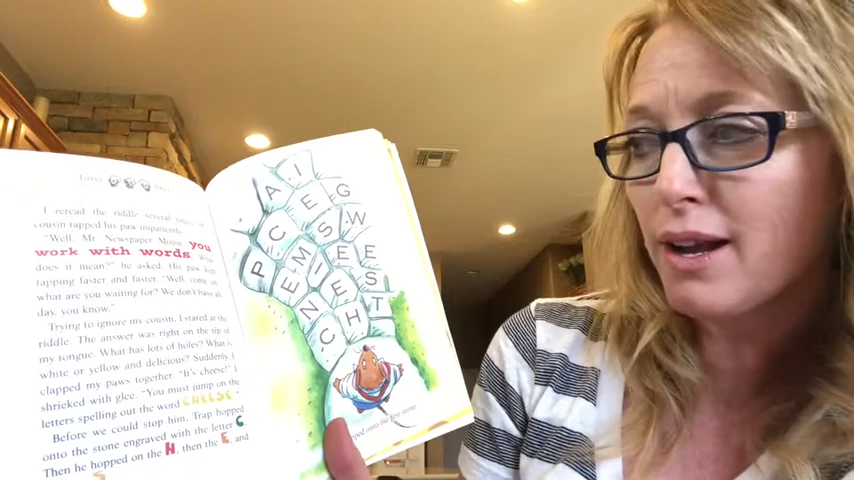 I reread the riddle several
cousin tapped his paw impatiently.
"Well, Mr. Newspaper Mouse, you
work with words. What
does it mean?" he asked. His paw kept
tapping faster and faster. "Well, come on,
what are you waiting for? We don't have all
day, you know."
Trying to ignore my cousin, I stared at the
riddle. The answer was right on the tip of
my tongue. What has lots of holes? What is
white or yellow and delicious? Suddenly, I
clapped my paws together. "It's cheese!" I
shrieked with glee. "You must jump on the
letters spelling out the word CHEESE."
Before we could stop him, Trap hopped
onto the stone engraved with the letter C.
Then he hopped on the H, then the E, and
S
A I
C E G
P M S W
E I E E
N E S
C H T
onto the first stone